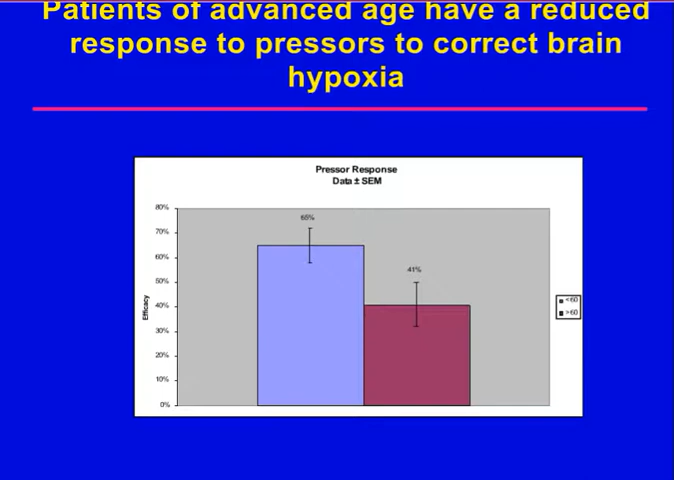 Patients of advanced age have a reduced
response to pressors to correct brain
hypoxia
Pressor Response
Data ± SEM
80%
70%
60%
50%
40%
30%
20%
10%
0%
Efficacy
65%
41%
<60
>60